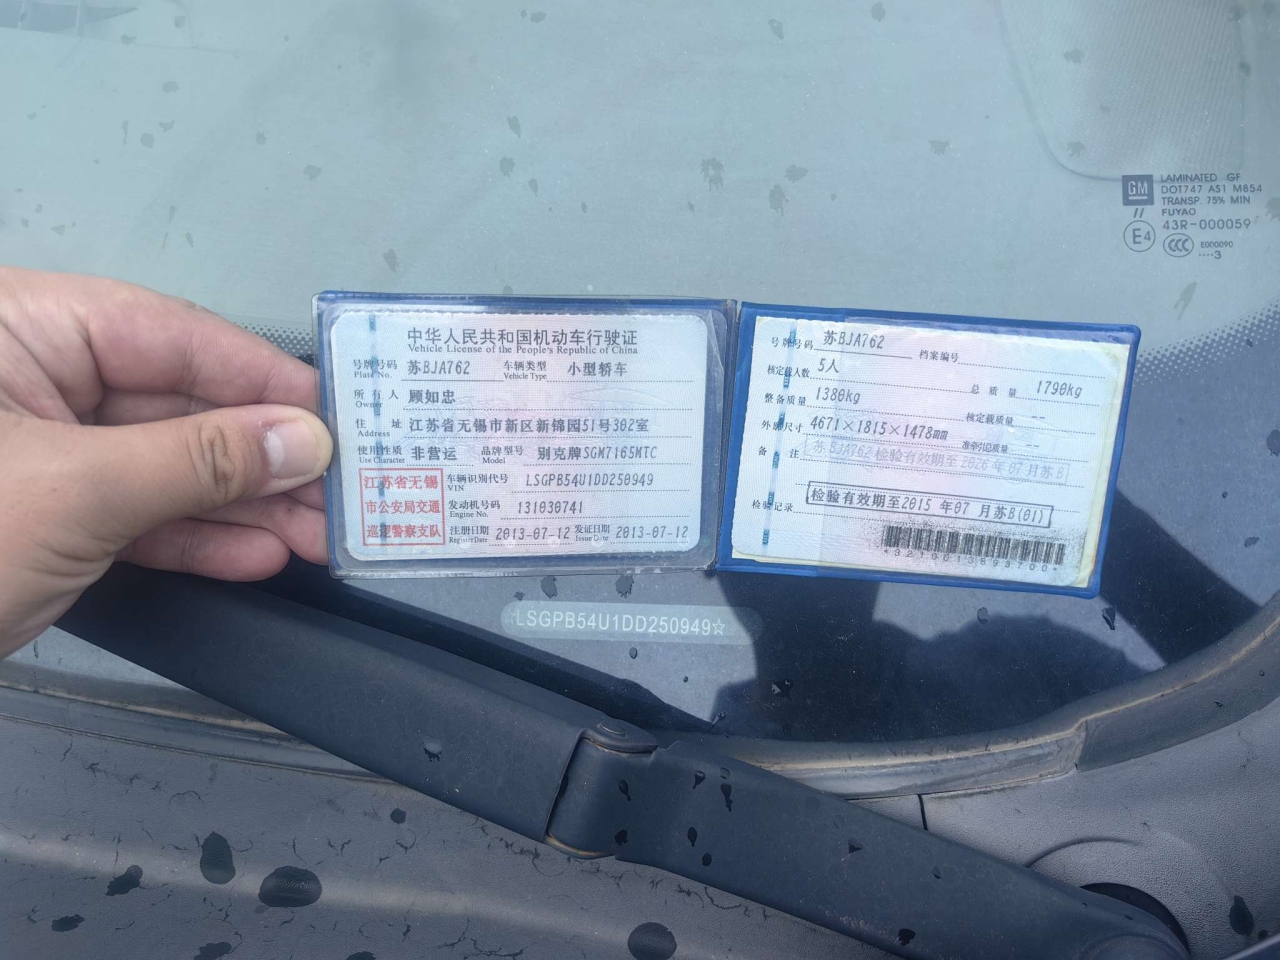 GM
LAMINATED GF
DOT747 AS1 M854
TRANSP. 75% MIN
FUYAO
//
43R-000059
E4
CCC
E000090
....3
中华人民共和国机动车行驶证
Vehicle License of the People's Republic of China
号牌号码 苏BJA762 车辆类型 小型轿车
Plate No. Vehicle Type
所有人 顾如忠
Owner
住址 江苏省无锡市新区新锦园51号302室
Address
使用性质 非营运 品牌型号 别克牌SGM7165MTC
Use Character Model
江苏省无锡
市公安局交通
巡逻警察支队
车辆识别代号 LSGPB54U1DD250949
VIN
发动机号码 131030741
Engine No.
注册日期 2013-07-12 发证日期 2013-07-12
Register Date Issue Date
号牌号码 苏BJA762 档案编号
核定载人数 5人 总质量 1790kg
整备质量 1380kg 核定载质量 --
外廓尺寸 4671×1815×1478mm 准牵引总质量 --
备注 苏BJA762 检验有效期至2026年07月苏B
检验记录 检验有效期至2015年07月苏B(01)
LSGPB54U1DD250949☆